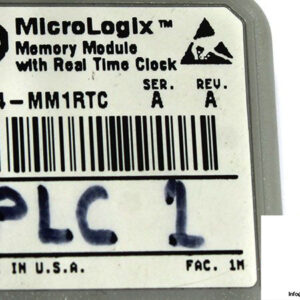 MicroLogix™
Memory Module
with Real Time Clock
SER. REV.
4-MM1RTC A A
PLC 1
IN U.S.A. FAC. 1M